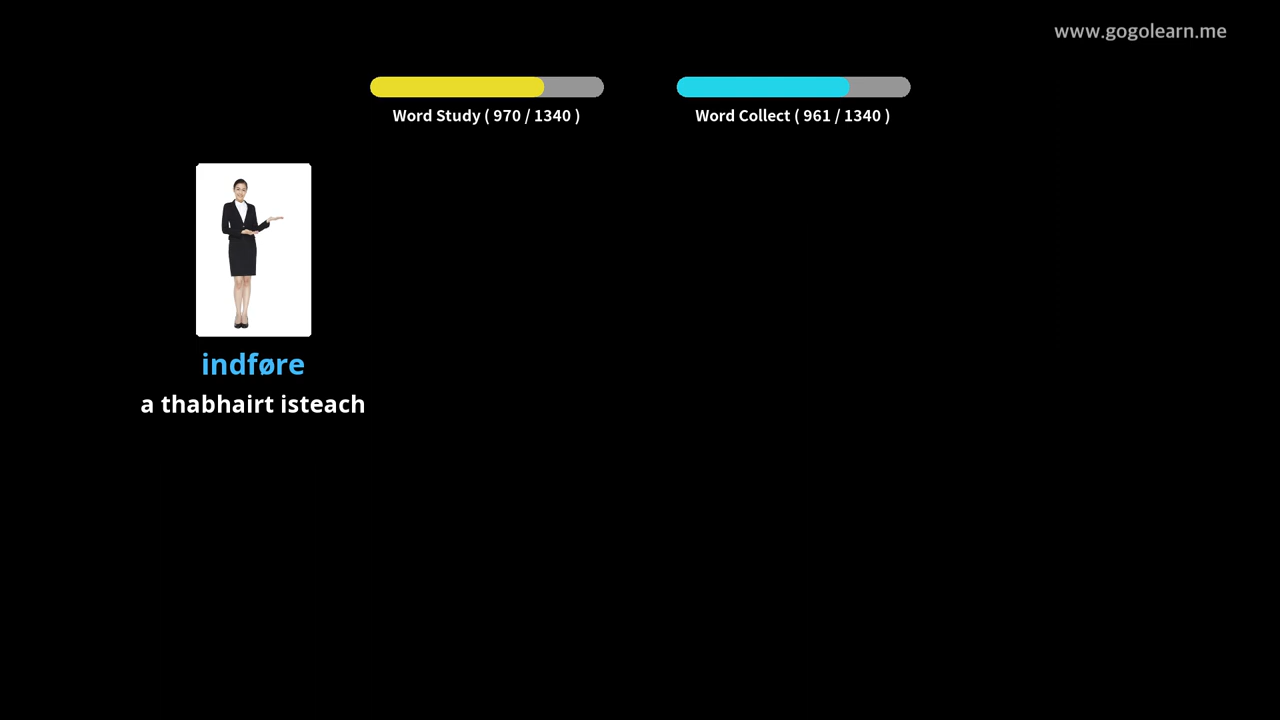 www.gogolearn.me
Word Study ( 970 / 1340 )
Word Collect ( 961 / 1340 )
indføre
a thabhairt isteach